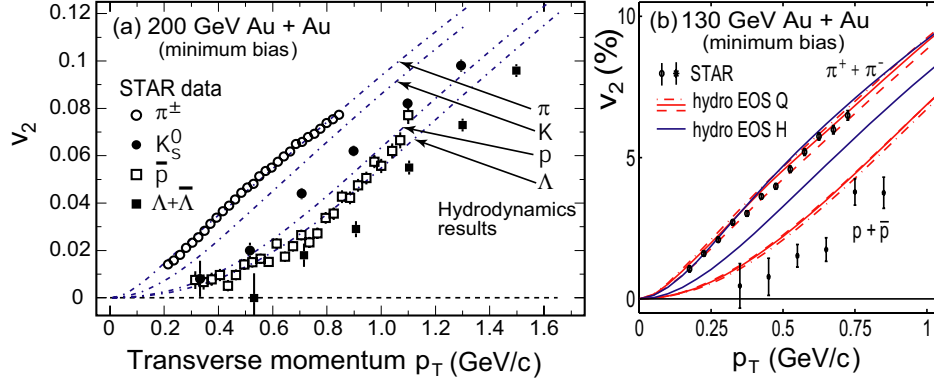 (a) 200 GeV Au + Au
(minimum bias)
STAR data
π±
K⁰S
p̅
Λ+Λ̅
π
K
p
Λ
Hydrodynamics
results
v₂
0.12
0.1
0.08
0.06
0.04
0.02
0
0 0.2 0.4 0.6 0.8 1.0 1.2 1.4 1.6
Transverse momentum pT (GeV/c)
(b) 130 GeV Au + Au
(minimum bias)
STAR
hydro EOS Q
hydro EOS H
π⁺ + π⁻
p + p̅
v₂ (%)
10
5
0
0 0.25 0.5 0.75 1
pT (GeV/c)